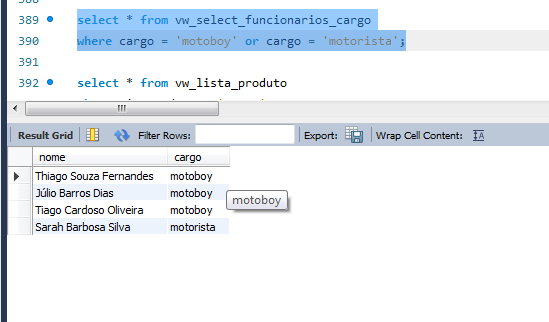 389 select * from vw_select_funcionarios_cargo
390 where cargo = 'motoboy' or cargo = 'motorista';
391
392 select * from vw_lista_produto
Result Grid Filter Rows: Export: Wrap Cell Content: IA
nome cargo
Thiago Souza Fernandes motoboy
Júlio Barros Dias motoboy
motoboy
Tiago Cardoso Oliveira motoboy
Sarah Barbosa Silva motorista